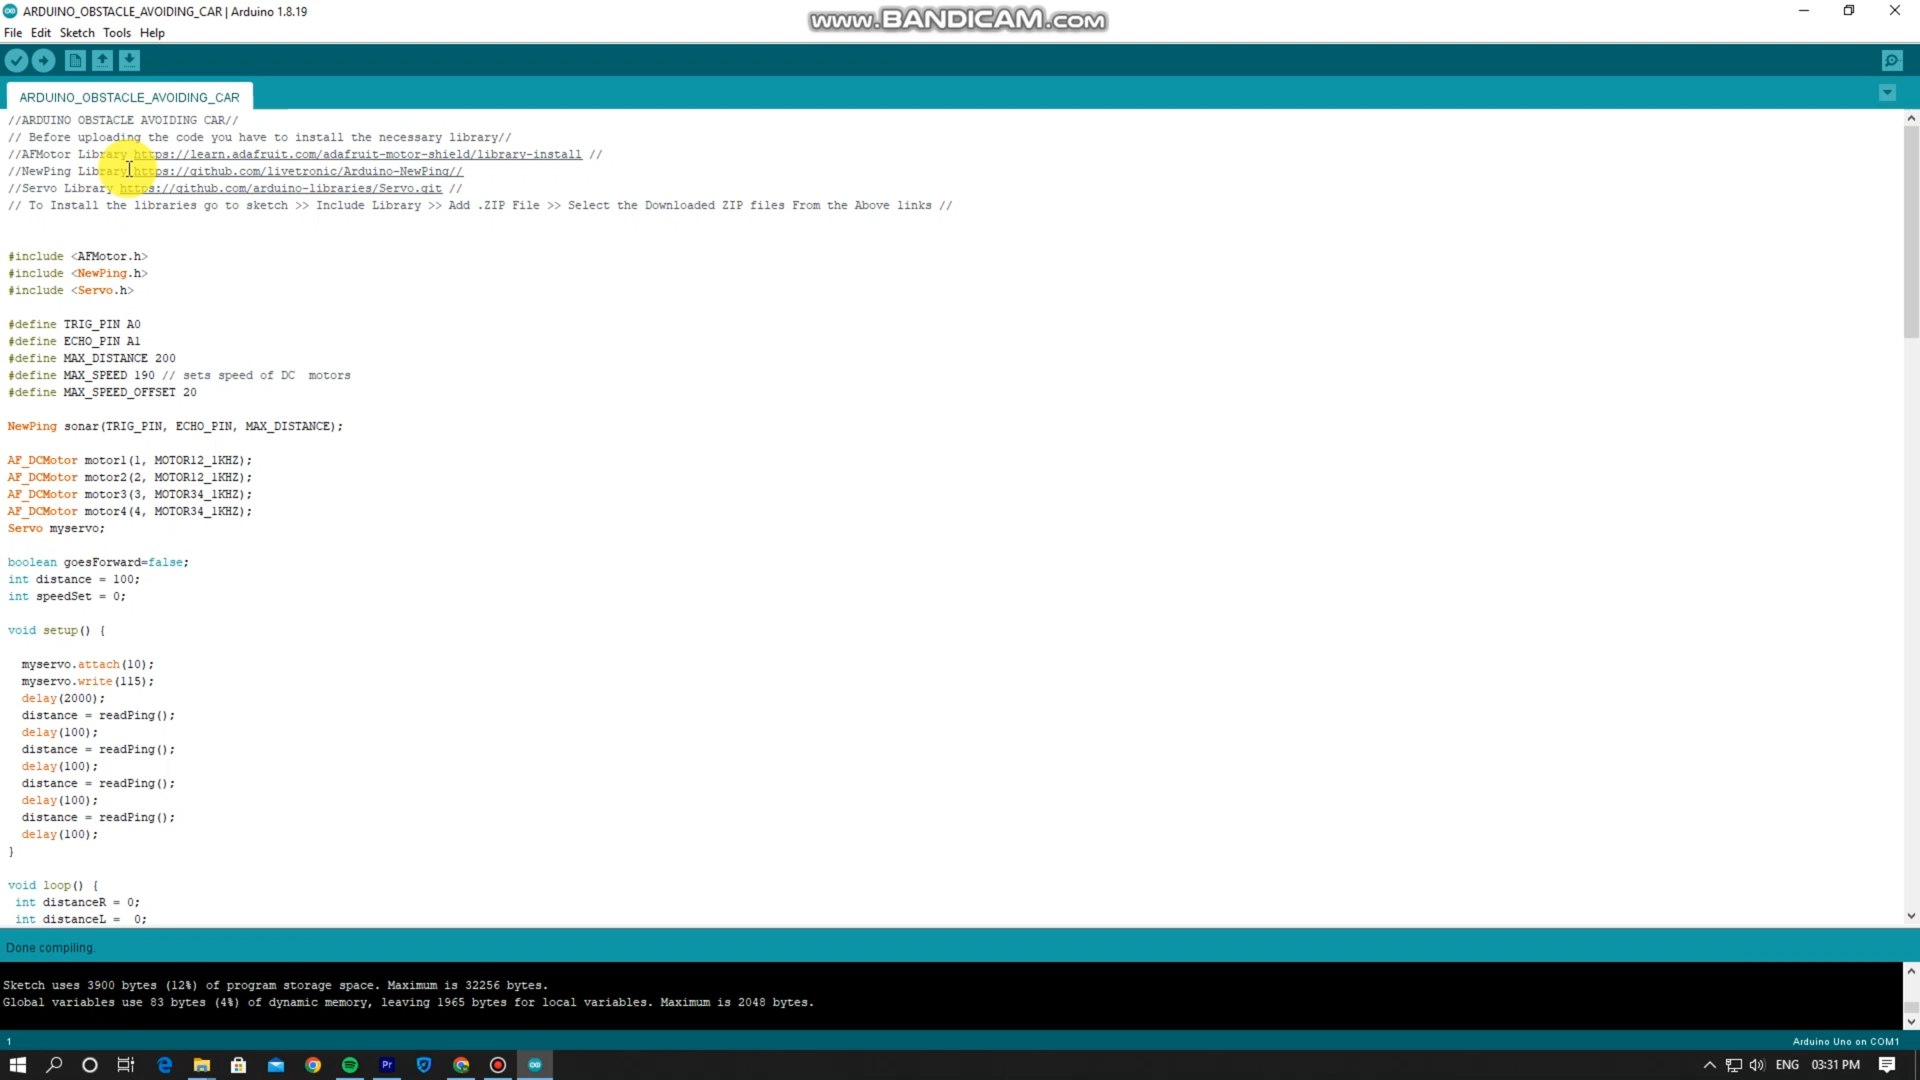 ARDUINO_OBSTACLE_AVOIDING_CAR | Arduino 1.8.19
www.BANDICAM.COM
File Edit Sketch Tools Help
ARDUINO_OBSTACLE_AVOIDING_CAR
//ARDUINO OBSTACLE AVOIDING CAR//
// Before uploading the code you have to install the necessary library//
//AFMotor Library https://learn.adafruit.com/adafruit-motor-shield/library-install //
//NewPing Library https://github.com/livetronic/Arduino-NewPing//
//Servo Library https://github.com/arduino-libraries/Servo.git //
// To Install the libraries go to sketch >> Include Library >> Add .ZIP File >> Select the Downloaded ZIP files From the Above links //
#include <AFMotor.h>
#include <NewPing.h>
#include <Servo.h>
#define TRIG_PIN A0
#define ECHO_PIN A1
#define MAX_DISTANCE 200
#define MAX_SPEED 190 // sets speed of DC  motors
#define MAX_SPEED_OFFSET 20
NewPing sonar(TRIG_PIN, ECHO_PIN, MAX_DISTANCE);
AF_DCMotor motor1(1, MOTOR12_1KHZ);
AF_DCMotor motor2(2, MOTOR12_1KHZ);
AF_DCMotor motor3(3, MOTOR34_1KHZ);
AF_DCMotor motor4(4, MOTOR34_1KHZ);
Servo myservo;
boolean goesForward=false;
int distance = 100;
int speedSet = 0;
void setup() {
myservo.attach(10);
myservo.write(115);
delay(2000);
distance = readPing();
delay(100);
distance = readPing();
delay(100);
distance = readPing();
delay(100);
distance = readPing();
delay(100);
}
void loop() {
int distanceR = 0;
int distanceL =  0;
Done compiling.
Sketch uses 3900 bytes (12%) of program storage space. Maximum is 32256 bytes.
Global variables use 83 bytes (4%) of dynamic memory, leaving 1965 bytes for local variables. Maximum is 2048 bytes.
1
Arduino Uno on COM1
Pr
ENG
03:31 PM